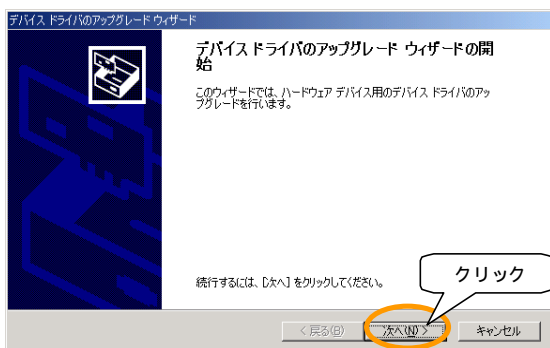 デバイス ドライバのアップグレード ウィザード
デバイス ドライバのアップグレード ウィザードの開
始
このウィザードでは、ハードウェア デバイス用のデバイス ドライバのアッ
プグレードを行います。
続行するには、[次へ] をクリックしてください。
クリック
< 戻る(B)
次へ(N) >
キャンセル